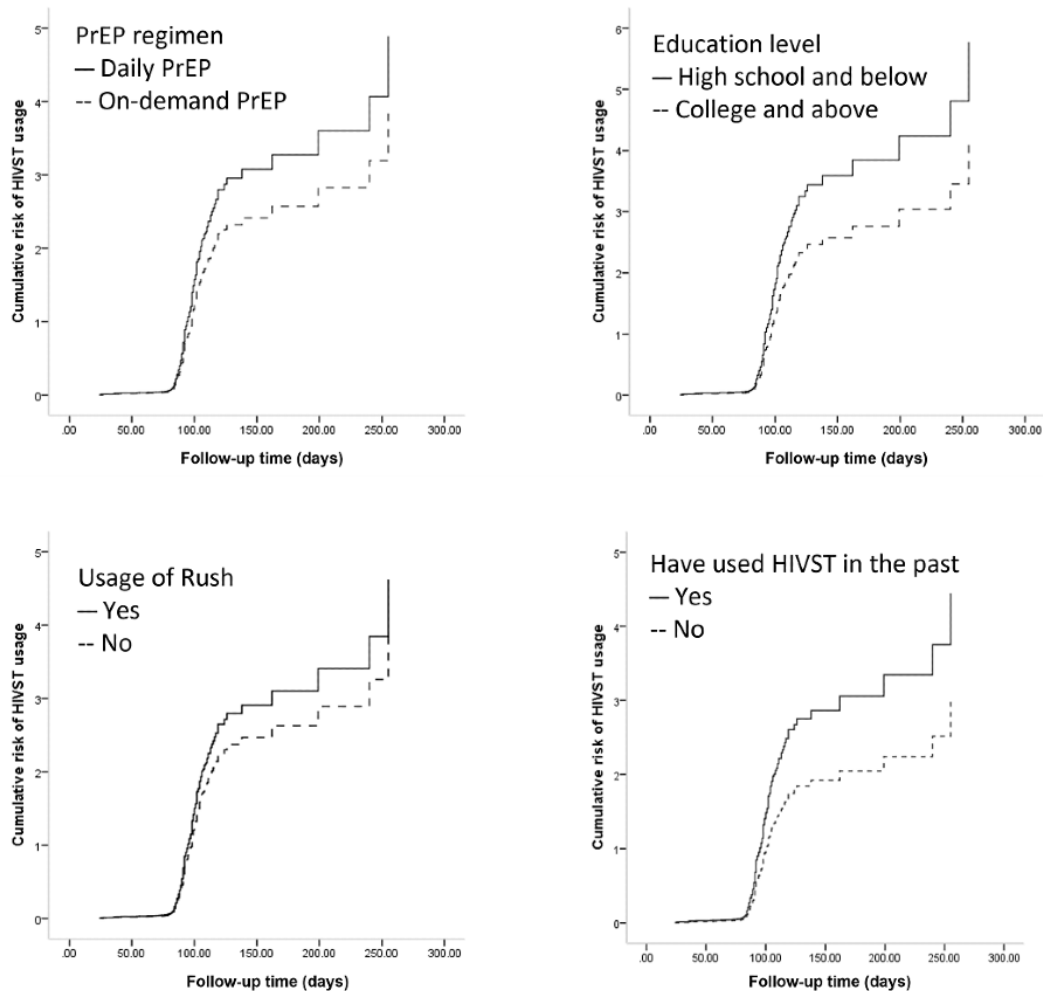 PrEP regimen
— Daily PrEP
-- On-demand PrEP
Cumulative risk of HIVST usage
5
4
3
2
1
0
.00 50.00 100.00 150.00 200.00 250.00 300.00
Follow-up time (days)
Education level
— High school and below
-- College and above
Cumulative risk of HIVST usage
6
5
4
3
2
1
0
.00 50.00 100.00 150.00 200.00 250.00 300.00
Follow-up time (days)
Usage of Rush
— Yes
-- No
Cumulative risk of HIVST usage
5
4
3
2
1
0
.00 50.00 100.00 150.00 200.00 250.00 300.00
Follow-up time (days)
Have used HIVST in the past
— Yes
-- No
Cumulative risk of HIVST usage
5
4
3
2
1
0
.00 50.00 100.00 150.00 200.00 250.00 300.00
Follow-up time (days)